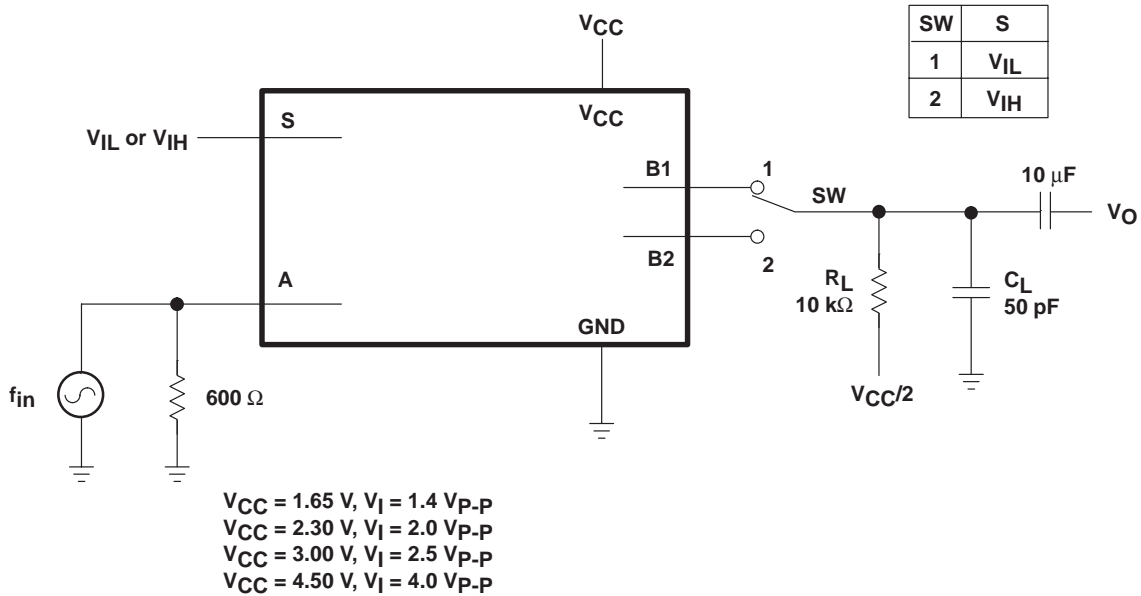 VCC
SW S
1 VIL
2 VIH
VCC
S
VIL or VIH
B1
1
SW
10 μF
VO
B2
2
A
RL
10 kΩ
CL
50 pF
GND
fin
600 Ω
VCC/2
VCC = 1.65 V, VI = 1.4 VP-P
VCC = 2.30 V, VI = 2.0 VP-P
VCC = 3.00 V, VI = 2.5 VP-P
VCC = 4.50 V, VI = 4.0 VP-P